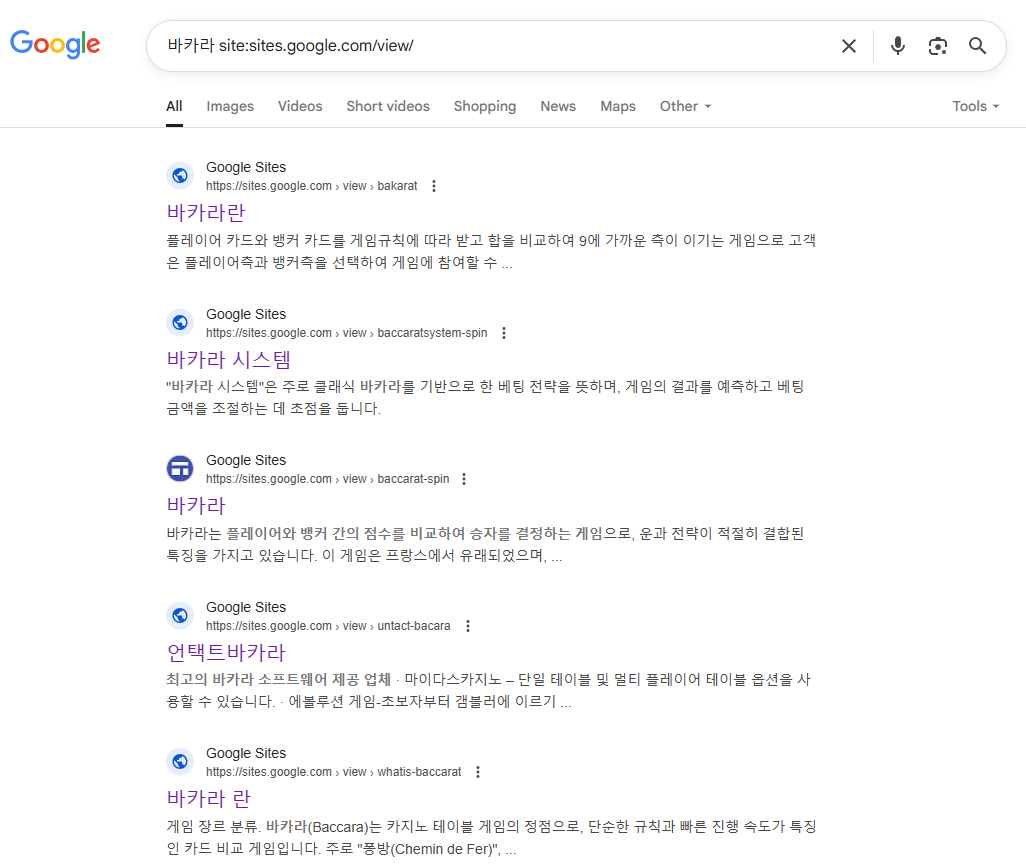 Google
바카라 site:sites.google.com/view/
All Images Videos Short videos Shopping News Maps Other Tools
Google Sites
https://sites.google.com › view › bakarat
바카라란
플레이어 카드와 뱅커 카드를 게임규칙에 따라 받고 합을 비교하여 9에 가까운 측이 이기는 게임으로 고객
은 플레이어측과 뱅커측을 선택하여 게임에 참여할 수 ...
Google Sites
https://sites.google.com › view › baccaratsystem-spin
바카라 시스템
"바카라 시스템"은 주로 클래식 바카라를 기반으로 한 베팅 전략을 뜻하며, 게임의 결과를 예측하고 베팅
금액을 조절하는 데 초점을 둡니다.
Google Sites
https://sites.google.com › view › baccarat-spin
바카라
바카라는 플레이어와 뱅커 간의 점수를 비교하여 승자를 결정하는 게임으로, 운과 전략이 적절히 결합된
특징을 가지고 있습니다. 이 게임은 프랑스에서 유래되었으며, ...
Google Sites
https://sites.google.com › view › untact-bacara
언택트바카라
최고의 바카라 소프트웨어 제공 업체 · 마이다스카지노 – 단일 테이블 및 멀티 플레이어 테이블 옵션을 사
용할 수 있습니다. · 에볼루션 게임-초보자부터 갬블러에 이르기 ...
Google Sites
https://sites.google.com › view › whatis-baccarat
바카라 란
게임 장르 분류. 바카라(Baccara)는 카지노 테이블 게임의 정점으로, 단순한 규칙과 빠른 진행 속도가 특징
인 카드 비교 게임입니다. 주로 "퐁방(Chemin de Fer)", ...